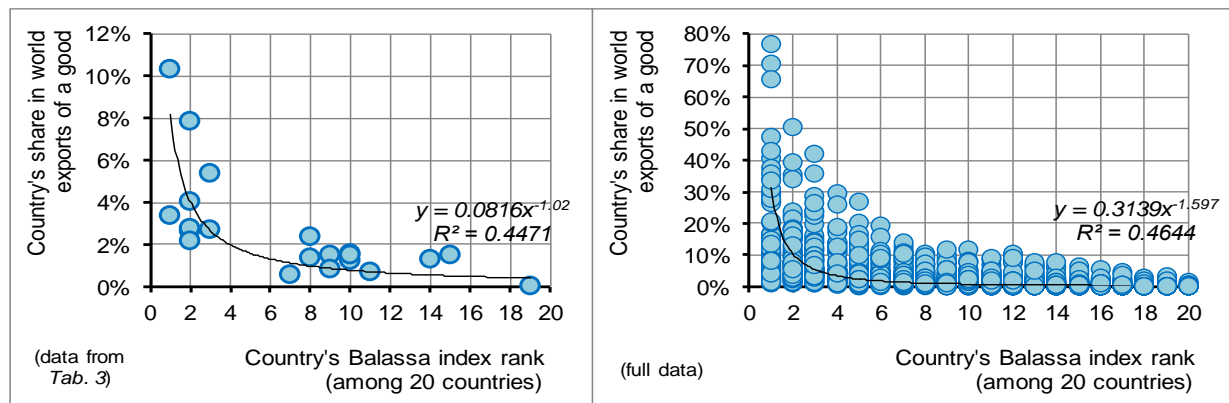 Country's share in world
exports of a good
12%
10%
8%
6%
4%
2%
0%
0 2 4 6 8 10 12 14 16 18 20
y = 0.0816x^-1.02
R² = 0.4471
(data from
Tab. 3)
Country's Balassa index rank
(among 20 countries)
Country's share in world
exports of a good
80%
70%
60%
50%
40%
30%
20%
10%
0%
0 2 4 6 8 10 12 14 16 18 20
y = 0.3139x^-1.597
R² = 0.4644
(full data)
Country's Balassa index rank
(among 20 countries)